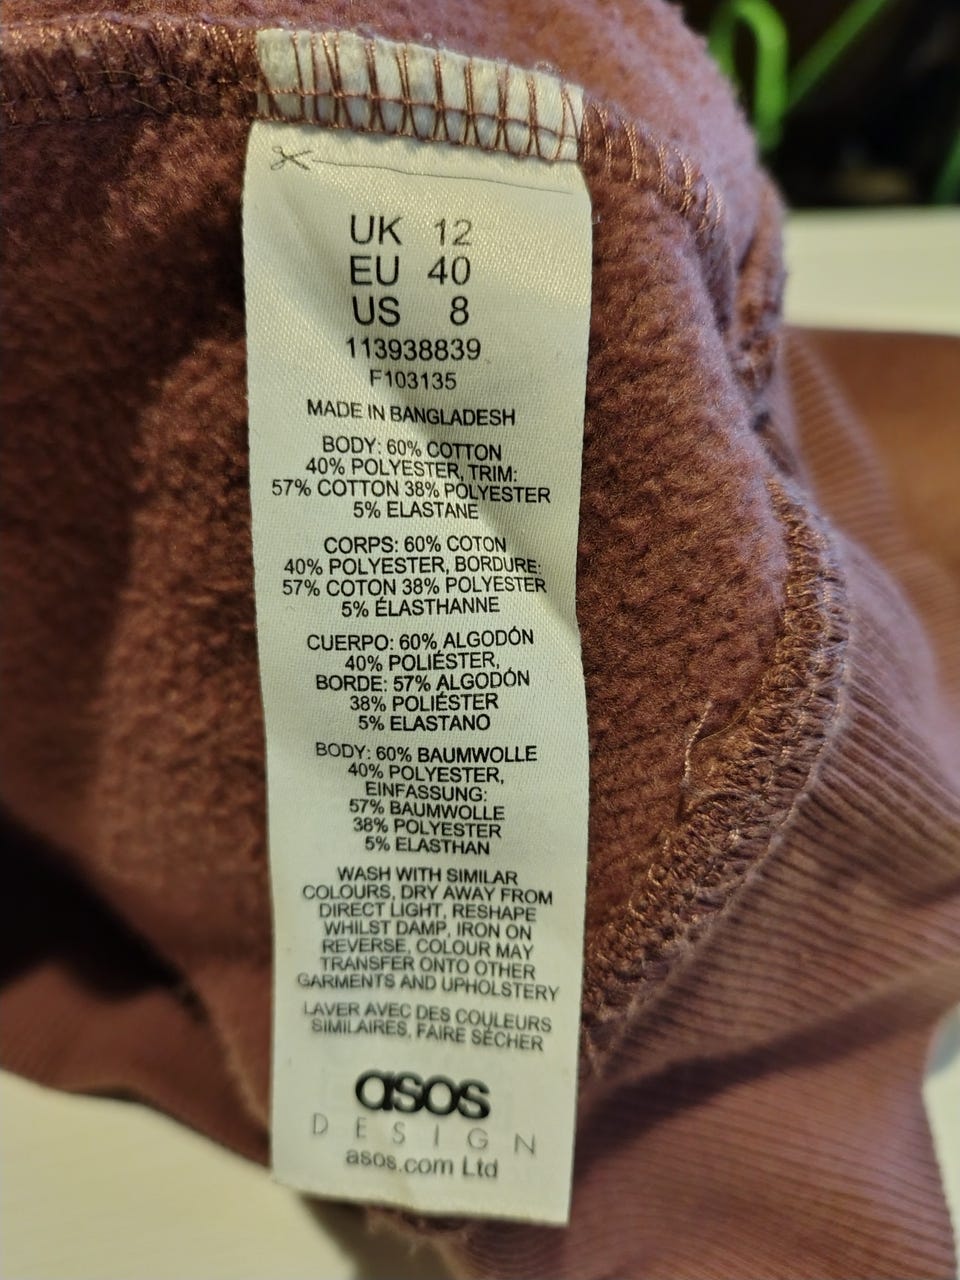 UK 12
EU 40
US 8
113938839
F103135
MADE IN BANGLADESH
BODY: 60% COTTON
40% POLYESTER, TRIM:
57% COTTON 38% POLYESTER
5% ELASTANE
CORPS: 60% COTON
40% POLYESTER, BORDURE:
57% COTON 38% POLYESTER
5% ÉLASTHANNE
CUERPO: 60% ALGODÓN
40% POLIÉSTER,
BORDE: 57% ALGODÓN
38% POLIÉSTER
5% ELASTANO
BODY: 60% BAUMWOLLE
40% POLYESTER,
EINFASSUNG:
57% BAUMWOLLE
38% POLYESTER
5% ELASTHAN
WASH WITH SIMILAR
COLOURS, DRY AWAY FROM
DIRECT LIGHT, RESHAPE
WHILST DAMP, IRON ON
REVERSE, COLOUR MAY
TRANSFER ONTO OTHER
GARMENTS AND UPHOLSTERY
LAVER AVEC DES COULEURS
SIMILAIRES, FAIRE SÉCHER
asos
DESIGN
asos.com Ltd